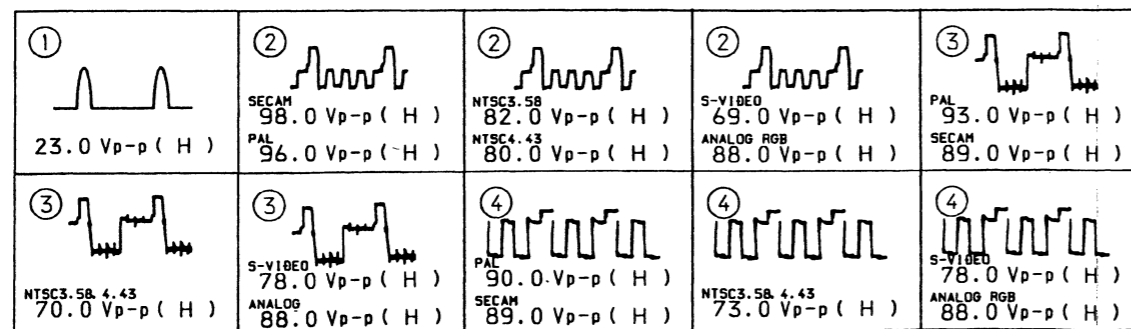 ①
23.0 Vp-p ( H )
②
SECAM
98.0 Vp-p ( H )
PAL
96.0 Vp-p ( H )
②
NTSC3.58
82.0 Vp-p ( H )
NTSC4.43
80.0 Vp-p ( H )
②
S-VIDEO
69.0 Vp-p ( H )
ANALOG RGB
88.0 Vp-p ( H )
③
PAL
93.0 Vp-p ( H )
SECAM
89.0 Vp-p ( H )
③
NTSC3.58, 4.43
70.0 Vp-p ( H )
③
S-VIDEO
78.0 Vp-p ( H )
ANALOG
88.0 Vp-p ( H )
④
PAL
90.0 Vp-p ( H )
SECAM
89.0 Vp-p ( H )
④
NTSC3.58, 4.43
73.0 Vp-p ( H )
④
S-VIDEO
78.0 Vp-p ( H )
ANALOG RGB
88.0 Vp-p ( H )